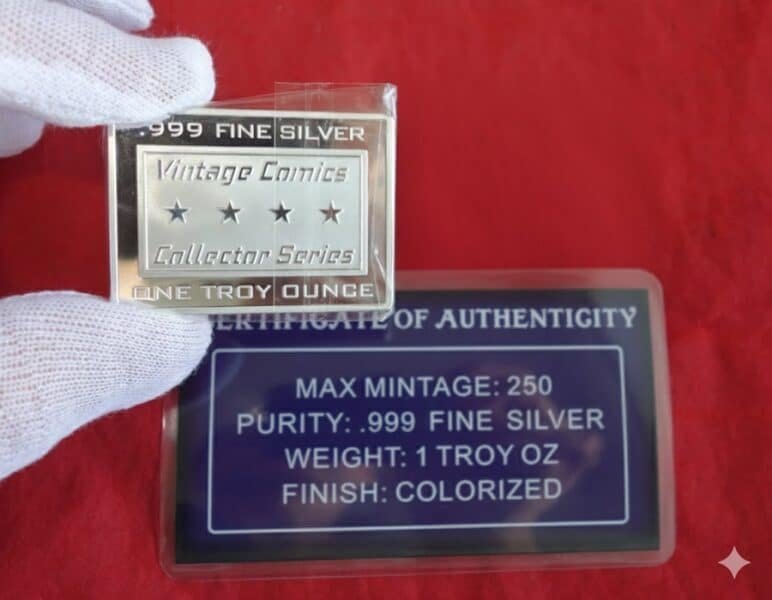 .999 FINE SILVER
Vintage Comics
Collector Series
ONE TROY OUNCE
CERTIFICATE OF AUTHENTICITY
MAX MINTAGE: 250
PURITY: .999 FINE SILVER
WEIGHT: 1 TROY OZ
FINISH: COLORIZED